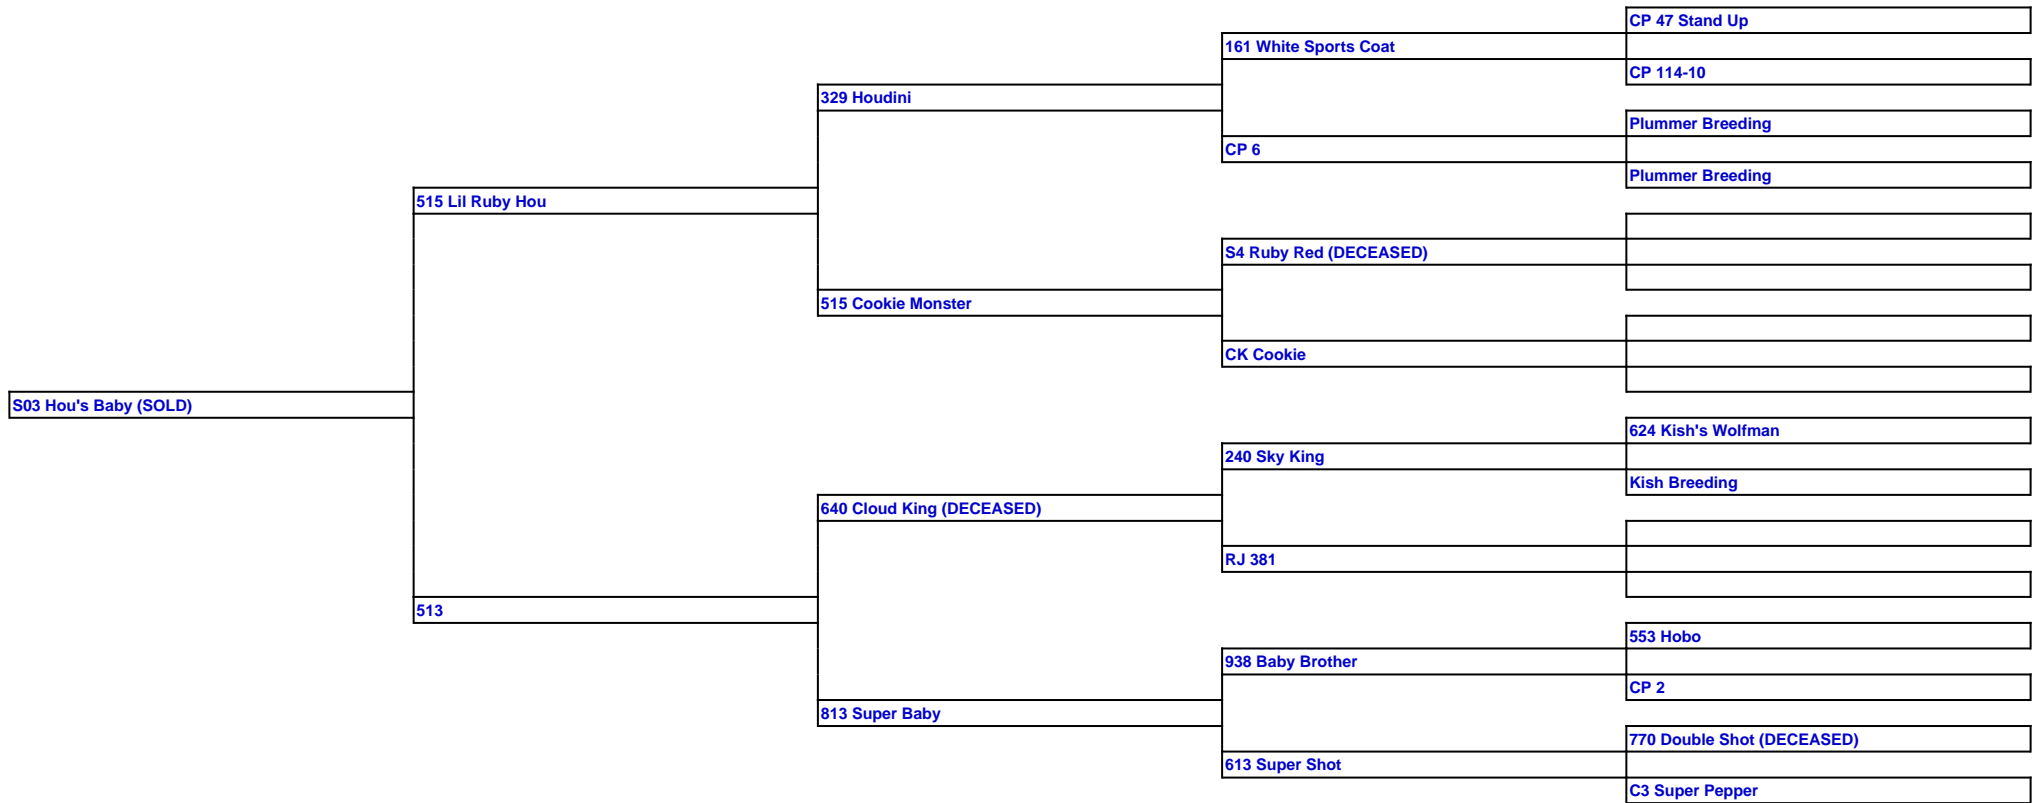 CP 47 Stand Up
161 White Sports Coat
CP 114-10
329 Houdini
Plummer Breeding
CP 6
Plummer Breeding
515 Lil Ruby Hou
S4 Ruby Red (DECEASED)
515 Cookie Monster
CK Cookie
S03 Hou's Baby (SOLD)
624 Kish's Wolfman
240 Sky King
Kish Breeding
640 Cloud King (DECEASED)
RJ 381
513
553 Hobo
938 Baby Brother
CP 2
813 Super Baby
770 Double Shot (DECEASED)
613 Super Shot
C3 Super Pepper